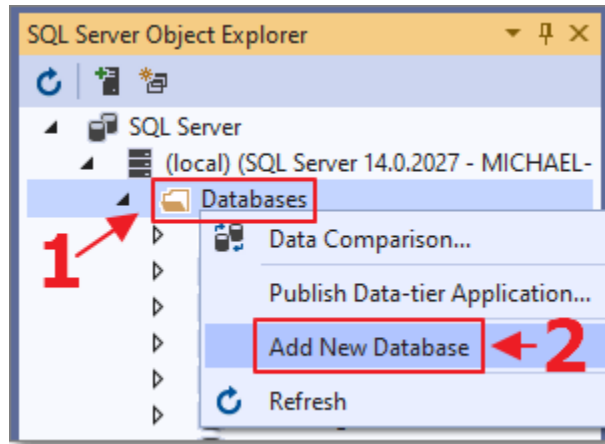 SQL Server Object Explorer
SQL Server
(local) (SQL Server 14.0.2027 - MICHAEL-
Databases
1
Data Comparison...
Publish Data-tier Application...
Add New Database
2
Refresh